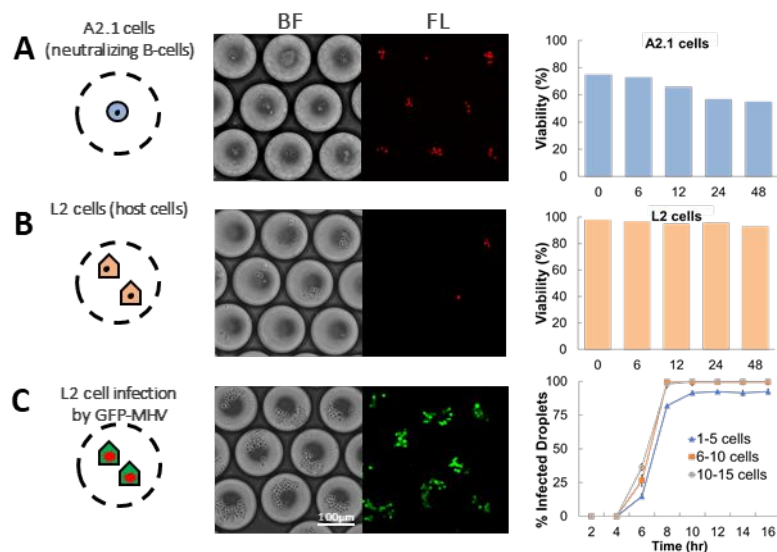 BF
FL
A
A2.1 cells
(neutralizing B-cells)
A2.1 cells
Viability (%)
100
80
60
40
20
0
0 6 12 24 48
B
L2 cells (host cells)
L2 cells
Viability (%)
100
80
60
40
20
0
0 6 12 24 48
C
L2 cell infection
by GFP-MHV
100μm
% Infected Droplets
100
75
50
25
0
1-5 cells
6-10 cells
10-15 cells
2 4 6 8 10 12 14 16
Time (hr)